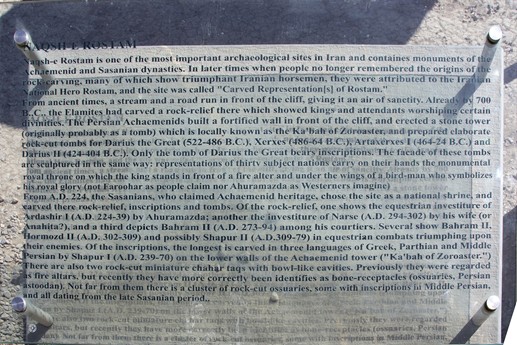 NAQSH-E ROSTAM
Naqsh-e Rostam is one of the most important archaeological sites in Iran and containes monuments of the
Achaemenid and Sasanian dynasties. In later times when people no longer remembered the origins of the
rock-carving, many of which show triumphant Iranian horsemen, they were attributed to the Iranian
National Hero Rostam, and the site was called "Carved Representation[s] of Rostam."
From ancient times, a stream and a road run in front of the cliff, giving it an air of sanctity. Already by 700
B.C., the Elamites had carved a rock-relief there which showed gods and attendants worshiping certain
divinities. The Persian Achaemenids built a fortified wall in front of the cliff, and erected a stone tower
(originally probably as a tomb) which is locally known as the Ka'bah of Zoroaster, and prepared elaborate
rock-cut tombs for Darius the Great (522-486 B.C.), Xerxes (486-64 B.C.), Artaxerxes I (464-24 B.C.) and
Darius II (424-404 B.C.). Only the tomb of Darius the Great bears inscriptions. The facade of these tombs
are sculptured in the same way: representations of thirty subject nations carry on their hands the monumental
royal throne on which the king stands in front of a fire alter and under the wings of a bird-man who symbolizes
his royal glory (not Faroohar as people claim nor Ahuramazda as Westerners imagine)
From A.D. 224, the Sasanians, who claimed Achaemenid heritage, chose the site as a national shrine, and
carved there rock-relief, inscriptions and tombs. Of the rock-relief, one shows the equestrian investiture of
Ardashir I (A.D. 224-39) by Ahuramazda; another the investiture of Narse (A.D. 294-302) by his wife (or
Anahita), and a third depicts Bahram II (A.D. 273-94) among his courtiers. Several show Bahram II,
Hormozd II (A.D. 302-309) and possibly Shapur II (A.D.309-79) in equestrian combats triumphing upon
their enemies. Of the inscriptions, the longest is carved in three languages of Greek, Parthian and Middle
Persian by Shapur I (A.D. 239-70) on the lower walls of the Achaemenid tower ("Ka'bah of Zoroaster.")
There are also two rock-cut miniature chahar taqs with bowl-like cavities. Previously they were regarded
as fire altars, but recently they have more correctly been identifies as bone-receptacles (ossuaries, Persian
astoodan). Not far from them there is a cluster of rock-cut ossuaries, some with inscriptions in Middle Persian,
and all dating from the late Sasanian period,.